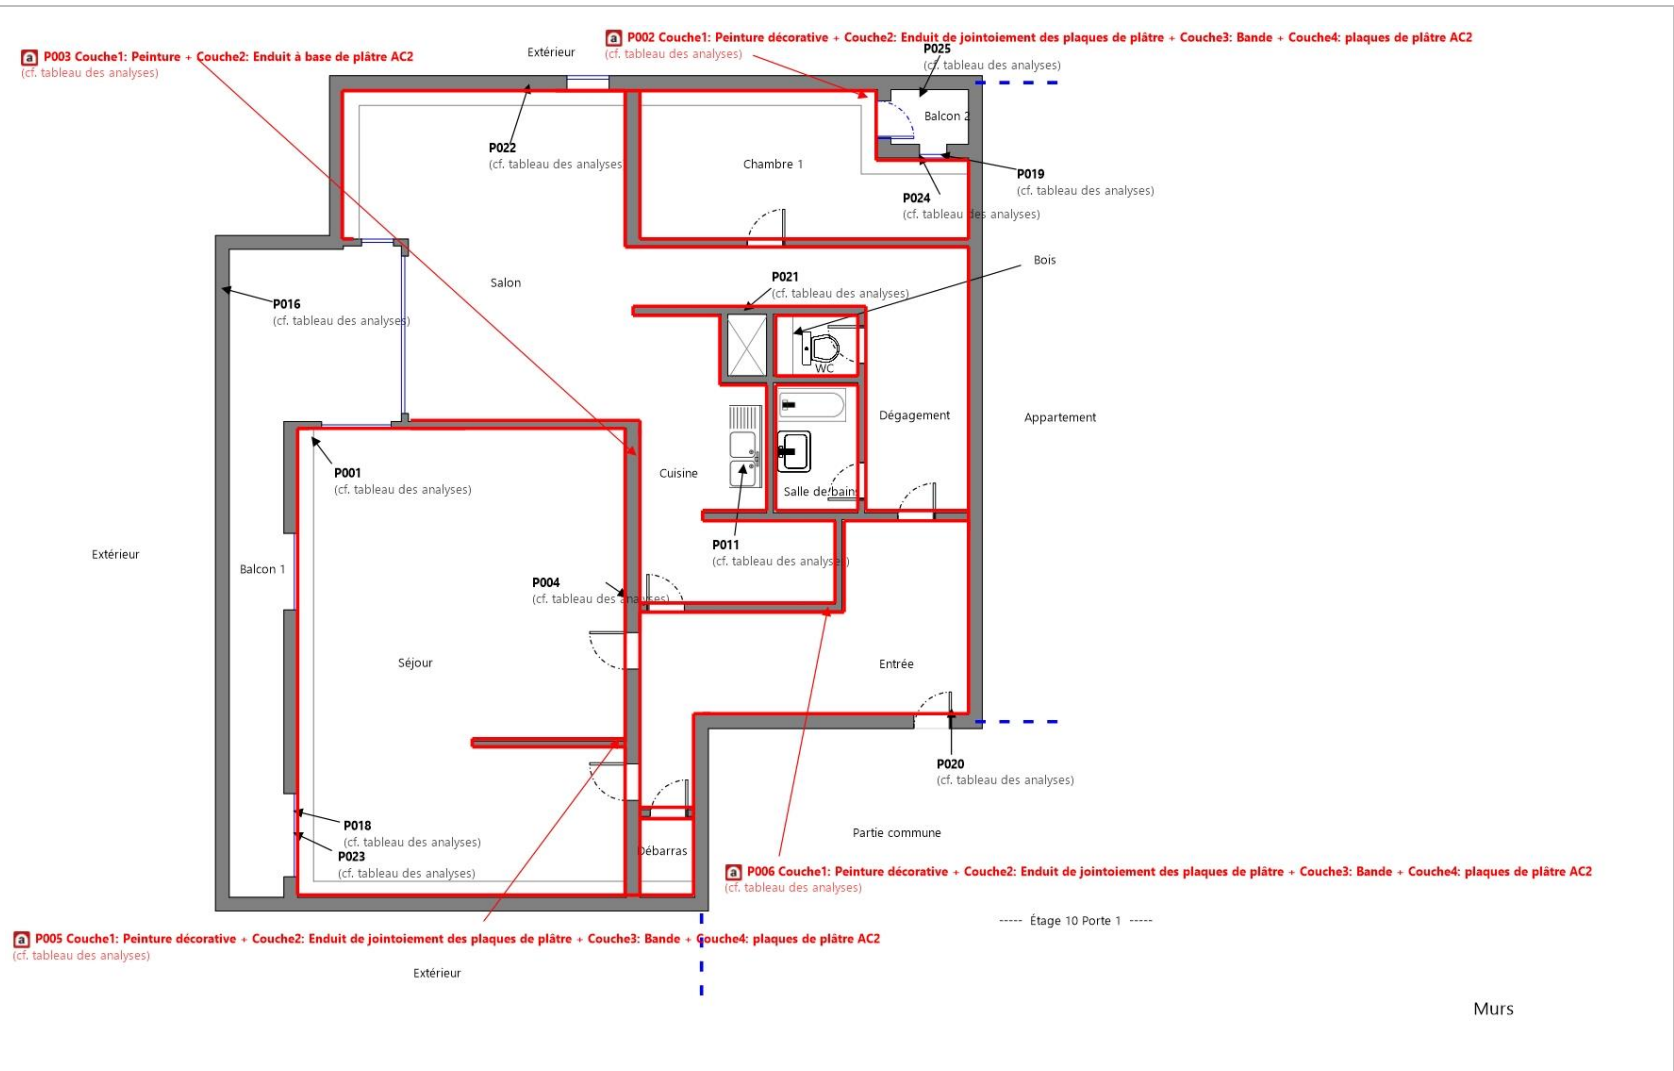 P002 Couche1: Peinture décorative + Couche2: Enduit de jointoiement des plaques de plâtre + Couche3: Bande + Couche4: plaques de plâtre AC2
(cf. tableau des analyses)
P003 Couche1: Peinture + Couche2: Enduit à base de plâtre AC2
(cf. tableau des analyses)
Extérieur
P025
(cf. tableau des analyses)
Balcon 2
P022
(cf. tableau des analyses)
Chambre 1
P019
(cf. tableau des analyses)
P024
(cf. tableau des analyses)
Bois
Salon
P021
(cf. tableau des analyses)
P016
(cf. tableau des analyses)
WC
Dégagement
Appartement
Cuisine
P001
(cf. tableau des analyses)
Salle de bains
P011
(cf. tableau des analyses)
Extérieur
Balcon 1
P004
(cf. tableau des analyses)
Séjour
Entrée
P020
(cf. tableau des analyses)
P018
(cf. tableau des analyses)
P023
(cf. tableau des analyses)
Débarras
Partie commune
P006 Couche1: Peinture décorative + Couche2: Enduit de jointoiement des plaques de plâtre + Couche3: Bande + Couche4: plaques de plâtre AC2
(cf. tableau des analyses)
----- Étage 10 Porte 1 -----
P005 Couche1: Peinture décorative + Couche2: Enduit de jointoiement des plaques de plâtre + Couche3: Bande + Couche4: plaques de plâtre AC2
(cf. tableau des analyses)
Extérieur
Murs